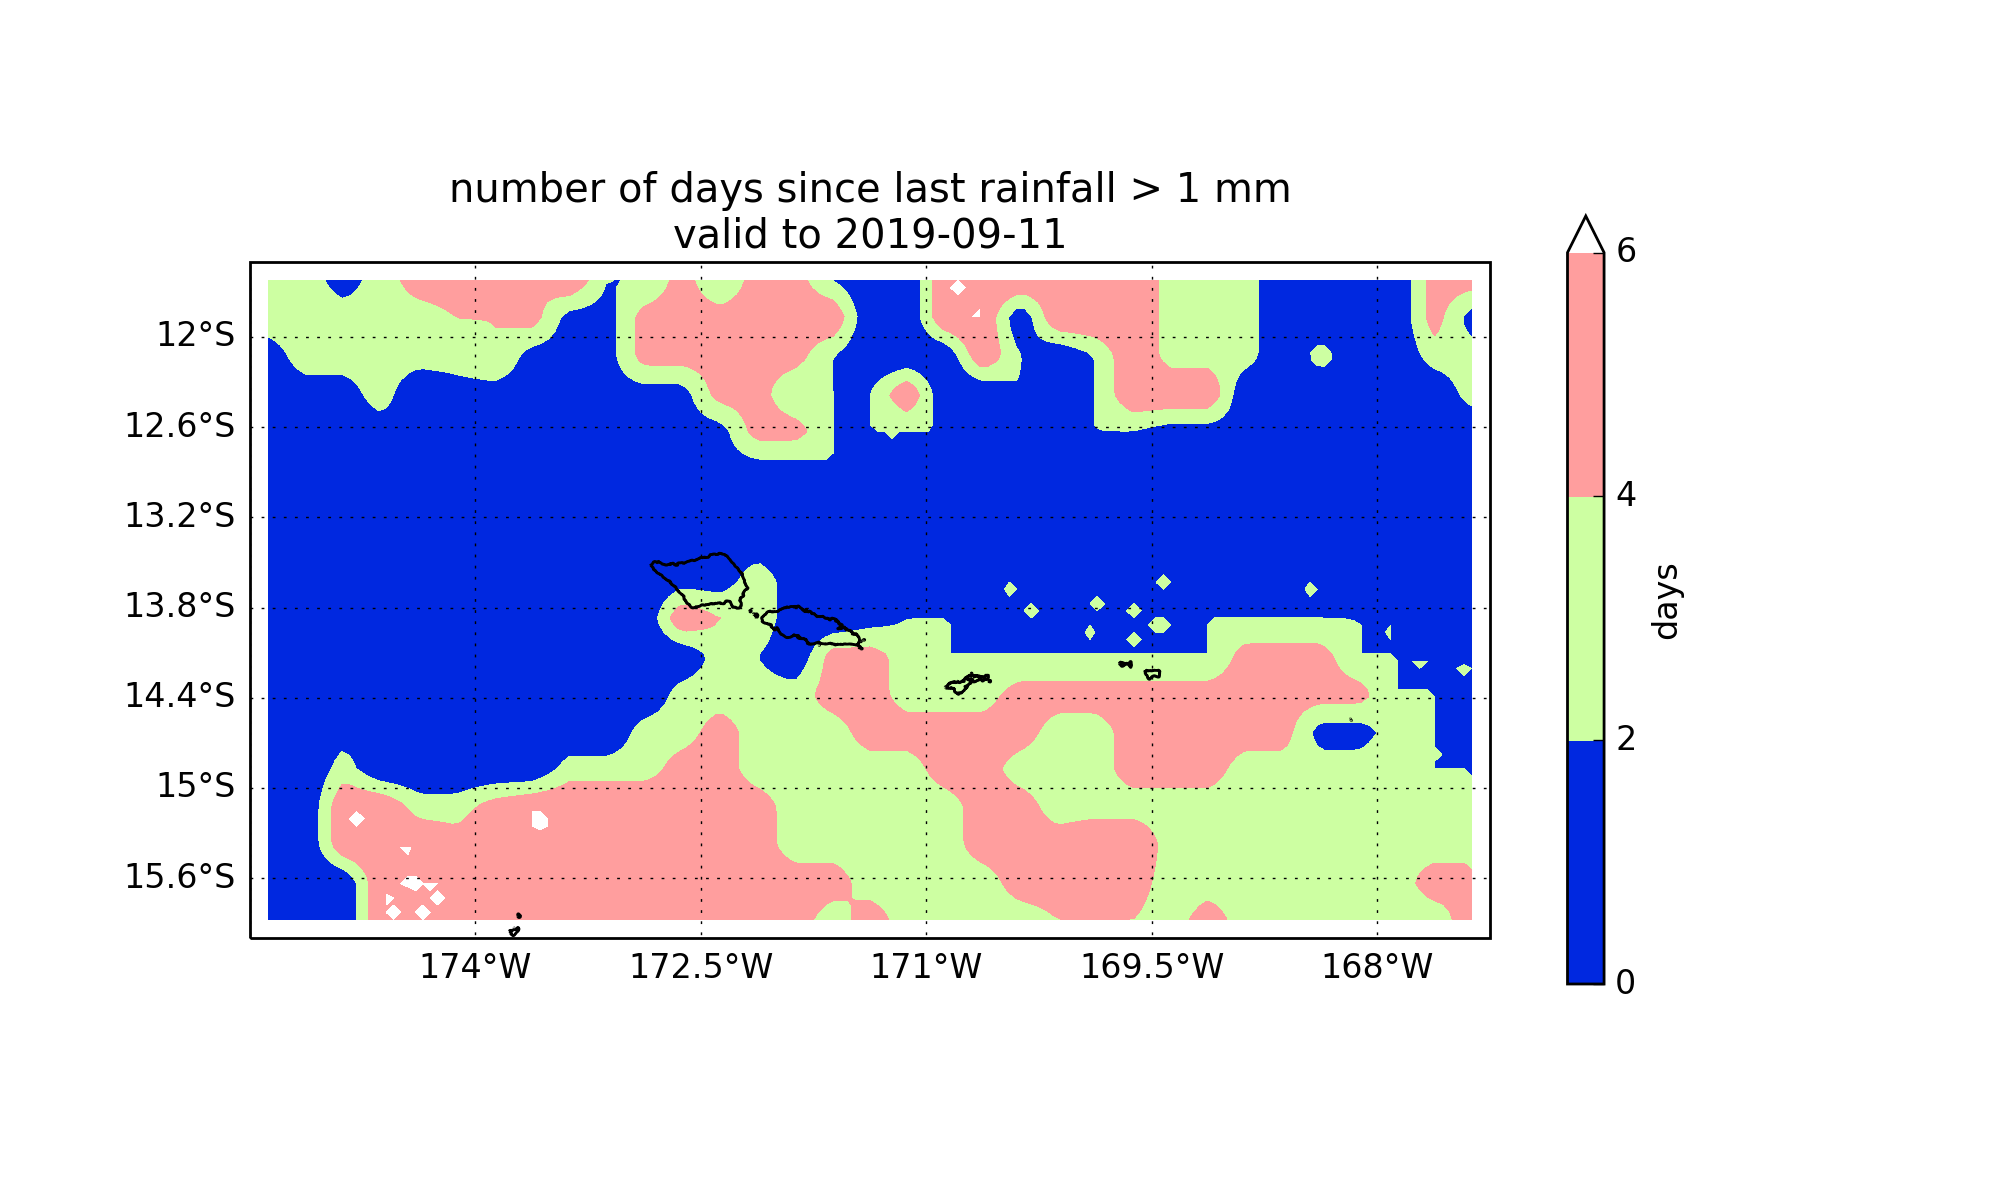 number of days since last rainfall > 1 mm
valid to 2019-09-11
12°S
12.6°S
13.2°S
13.8°S
14.4°S
15°S
15.6°S
174°W
172.5°W
171°W
169.5°W
168°W
6
4
2
0
days